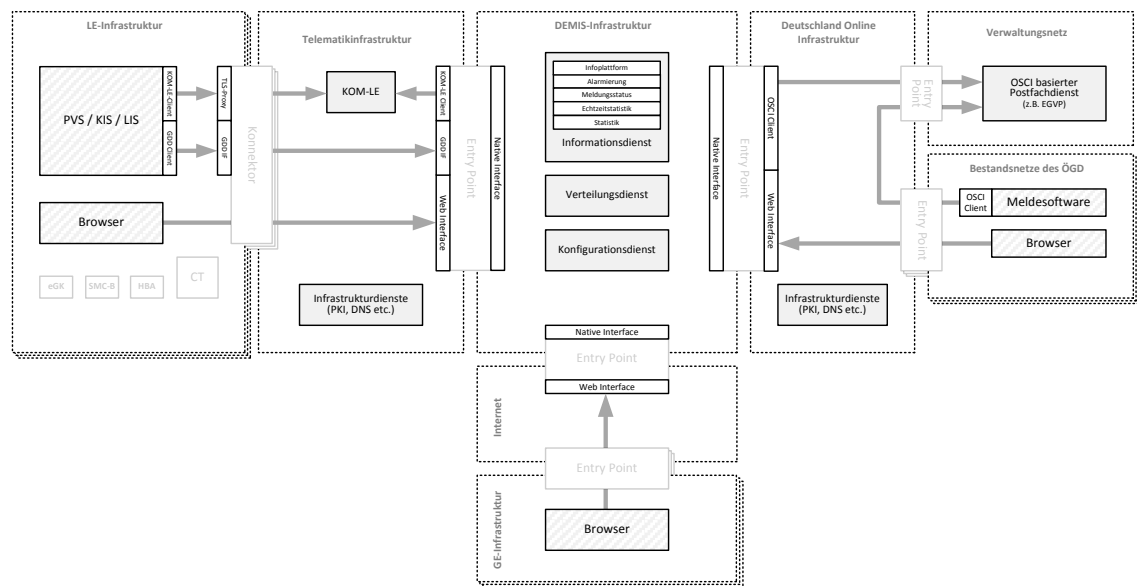 LE-Infrastruktur
PVS / KIS / LIS
KOM-LE-Client
GDD Client
TLS-Proxy
GDD IF
Konnektor
Browser
eGK
SMC-B
HBA
CT
Telematikinfrastruktur
KOM-LE
KOM-LE Client
GDD IF
Web Interface
Entry Point
Native Interface
Infrastrukturdienste
(PKI, DNS etc.)
DEMIS-Infrastruktur
Infoplattform
Alarmierung
Meldungsstatus
Echtzeitstatistik
Statistik
Informationsdienst
Verteilungsdienst
Konfigurationsdienst
Native Interface
Entry Point
Web Interface
Deutschland Online
Infrastruktur
Native Interface
Entry Point
OSCI Client
Web Interface
Infrastrukturdienste
(PKI, DNS etc.)
Verwaltungsnetz
Entry
Point
OSCI basierter
Postfachdienst
(z.B. EGVP)
Bestandsnetze des ÖGD
Entry Point
OSCI
Client
Meldesoftware
Browser
Internet
Entry Point
GE-Infrastruktur
Browser